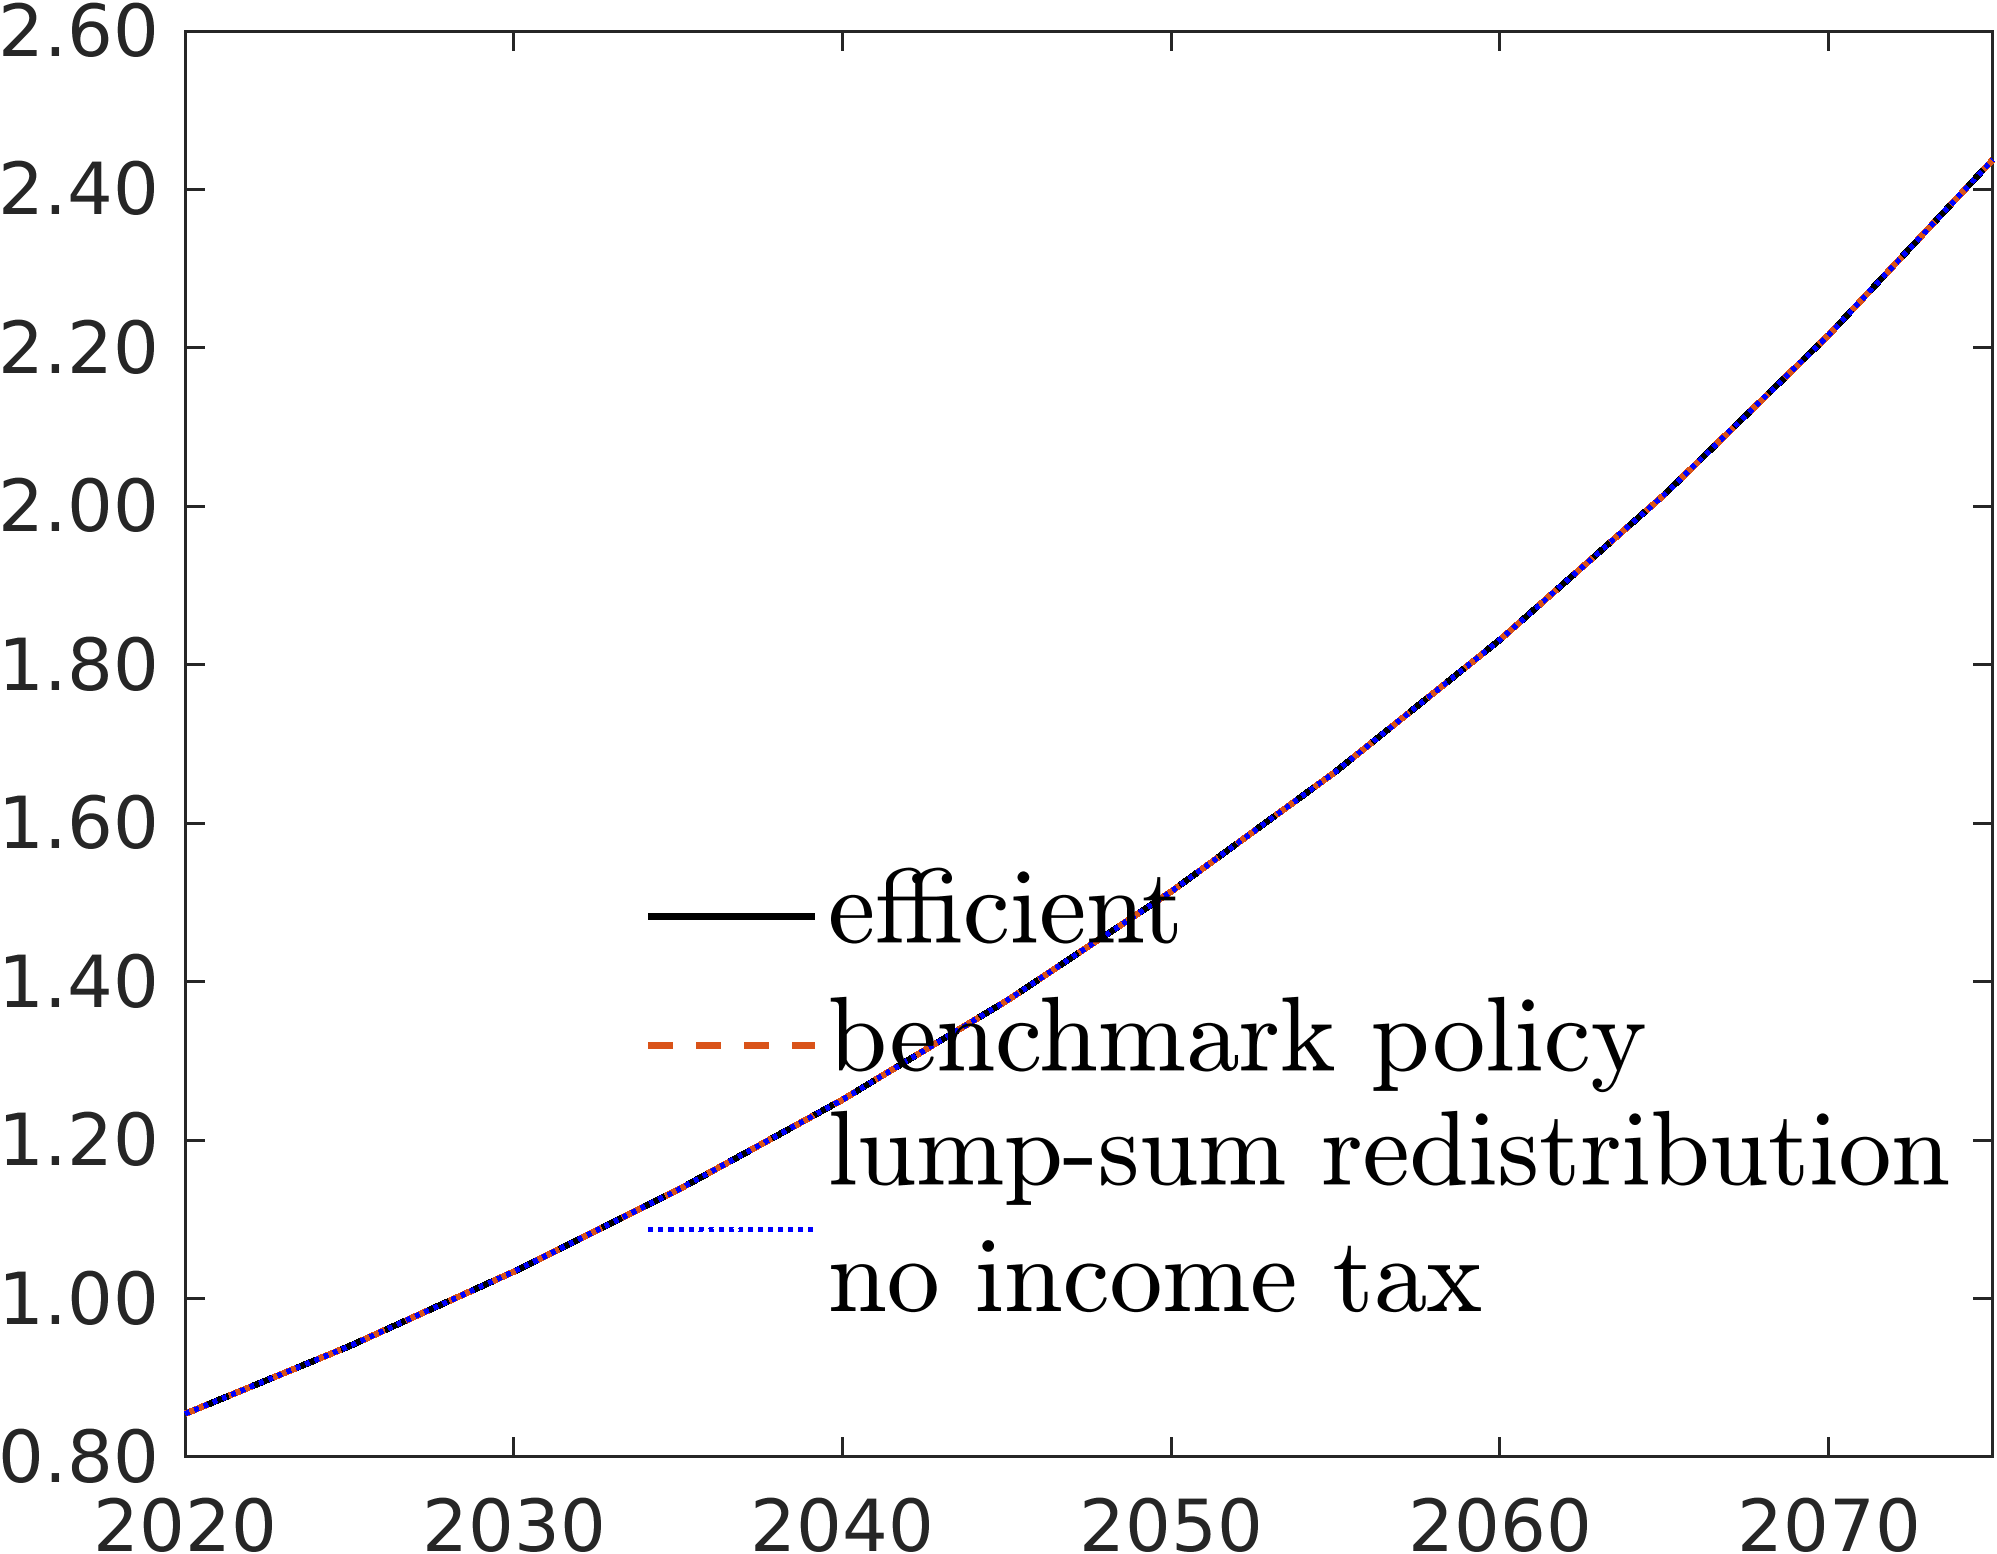 2.60
2.40
2.20
2.00
1.80
1.60
efficient
1.40
benchmark policy
1.20
lump-sum redistribution
no income tax
1.00
0.80
2020 2030 2040 2050 2060 2070